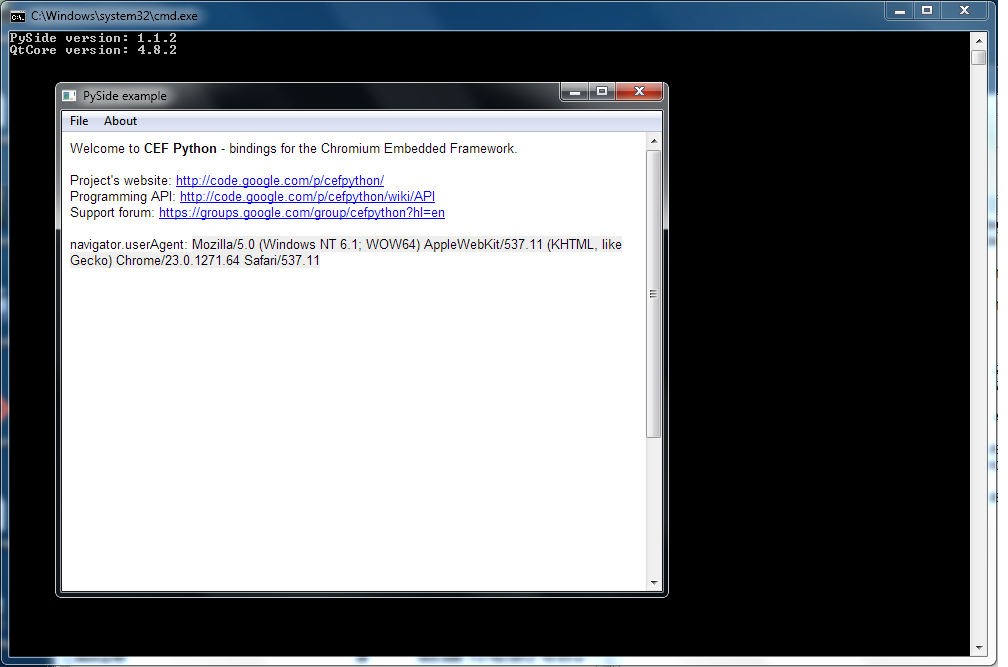 C:\Windows\system32\cmd.exe
PySide version: 1.1.2
QtCore version: 4.8.2
PySide example
File About
Welcome to CEF Python - bindings for the Chromium Embedded Framework.
Project's website: http://code.google.com/p/cefpython/
Programming API: http://code.google.com/p/cefpython/wiki/API
Support forum: https://groups.google.com/group/cefpython?hl=en
navigator.userAgent: Mozilla/5.0 (Windows NT 6.1; WOW64) AppleWebKit/537.11 (KHTML, like
Gecko) Chrome/23.0.1271.64 Safari/537.11